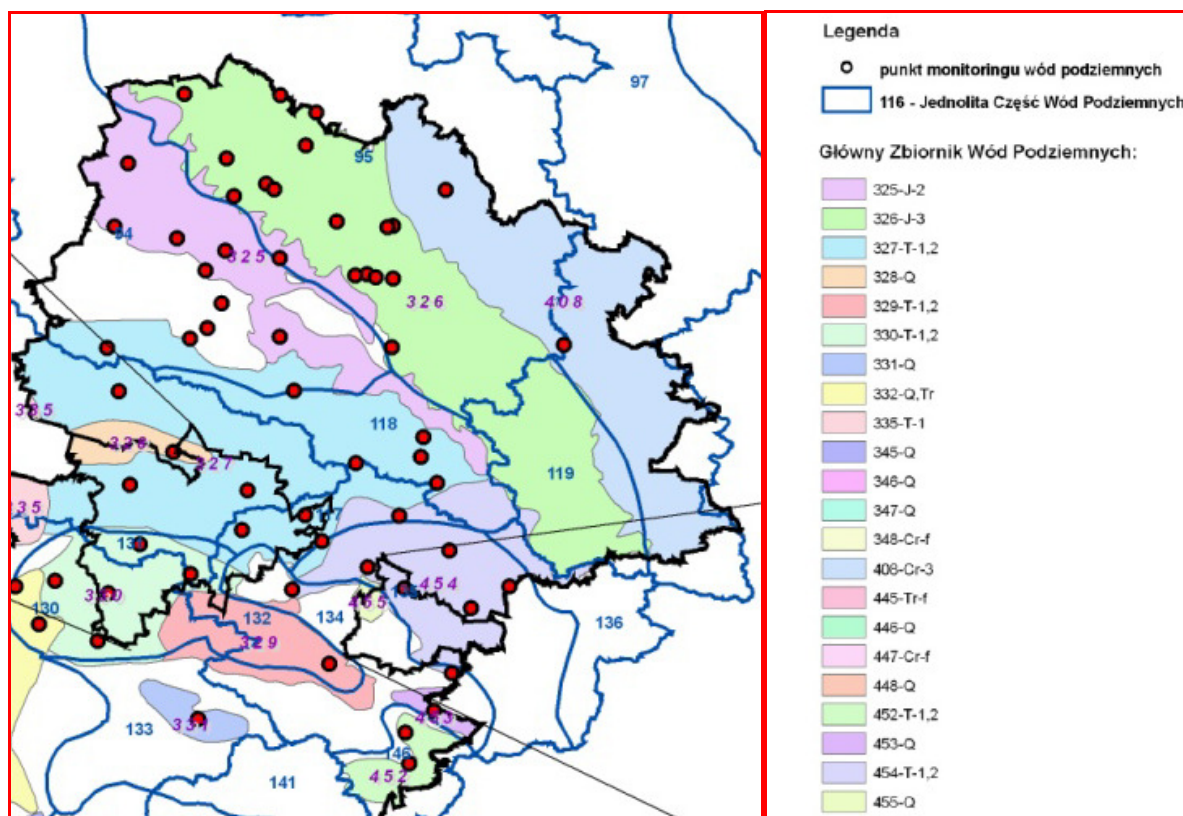 97
95
94
325
326
408
335
118
328
327
119
117
330
454
455
130
132
134
136
329
331
133
453
146
452
141
Legenda
punkt monitoringu wód podziemnych
116 - Jednolita Część Wód Podziemnych
Główny Zbiornik Wód Podziemnych:
325-J-2
326-J-3
327-T-1,2
328-Q
329-T-1,2
330-T-1,2
331-Q
332-Q,Tr
335-T-1
345-Q
346-Q
347-Q
348-Cr-f
408-Cr-3
445-Tr-f
446-Q
447-Cr-f
448-Q
452-T-1,2
453-Q
454-T-1,2
455-Q